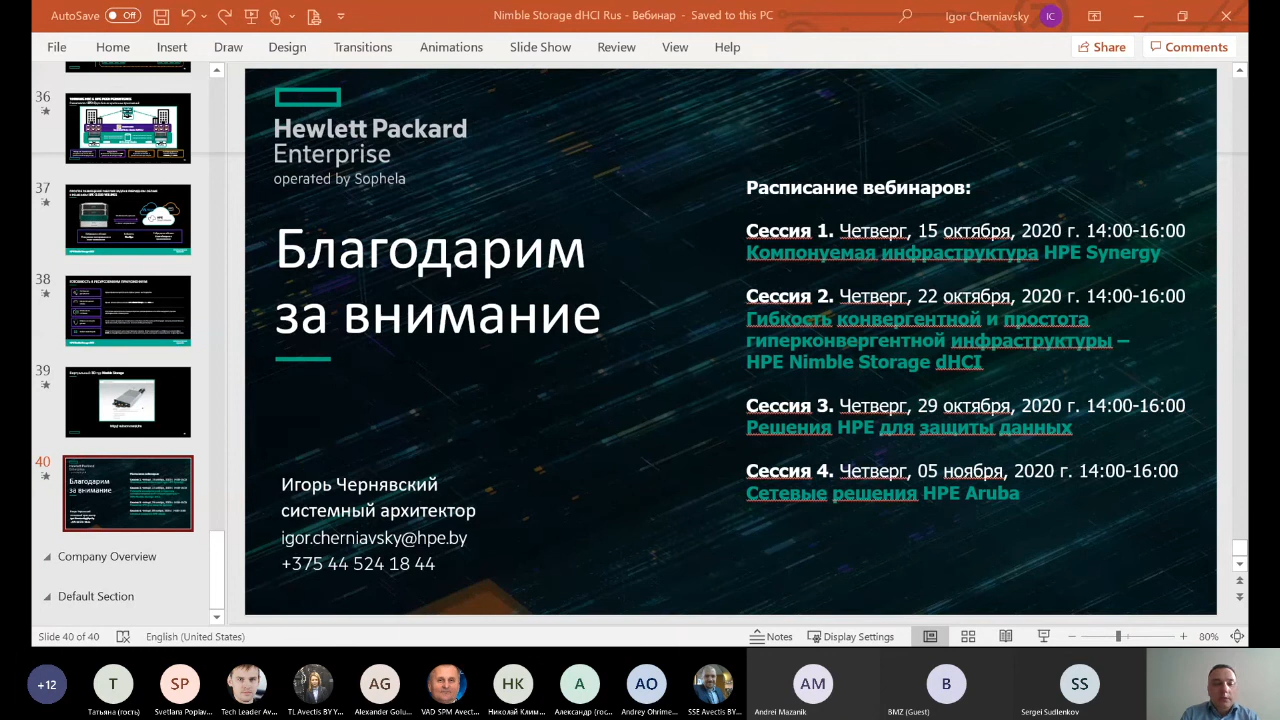 AutoSave Off
Nimble Storage dHCI Rus - Вебинар - Saved to this PC
Igor Cherniavsky IC
File Home Insert Draw Design Transitions Animations Slide Show Review View Help
Share Comments
36
37
38
39
40
Company Overview
Default Section
Hewlett Packard
Enterprise
operated by Sophela
Благодарим
за внимание
Игорь Чернявский
системный архитектор
igor.cherniavsky@hpe.by
+375 44 524 18 44
Расписание вебинаров:
Сессия 1. Четверг, 15 октября, 2020 г. 14:00-16:00
Компонуемая инфраструктура HPE Synergy
Сессия 2. Четверг, 22 октября, 2020 г. 14:00-16:00
Гибкость конвергентной и простота
гиперконвергентной инфраструктуры –
HPE Nimble Storage dHCI
Сессия 3. Четверг, 29 октября, 2020 г. 14:00-16:00
Решения HPE для защиты данных
Сессия 4. Четверг, 05 ноября, 2020 г. 14:00-16:00
Сетевые решения HPE Aruba
Slide 40 of 40 English (United States) Notes Display Settings 80%
+12 T SP AG НК А AO AM B SS
Татьяна (гость) Svetlara Poplav... Tech Leader Av... TL Avectis BY Y... Alexander Golu... VAD SPM Avect... Николай Клим... Александр (гос... Andrey Ohrime... SSE Avectis BY... Andrei Mazanik BMZ (Guest) Sergei Sudlenkov